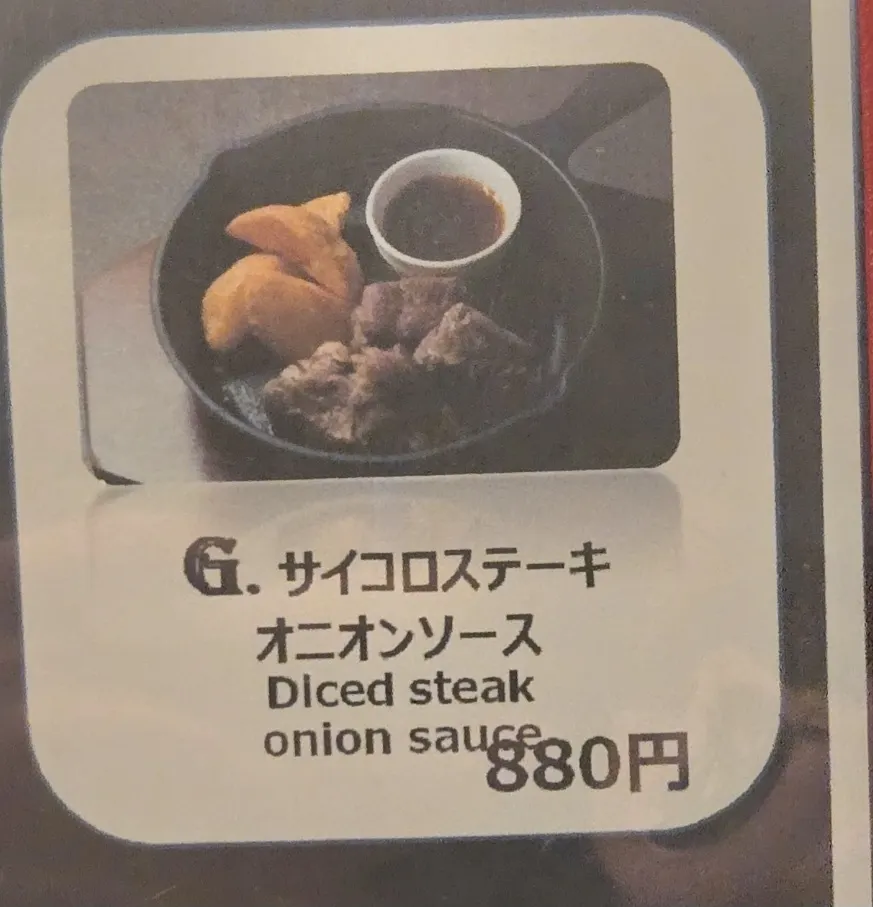 G. サイコロステーキ
オニオンソース
Diced steak
onion sauce
880円